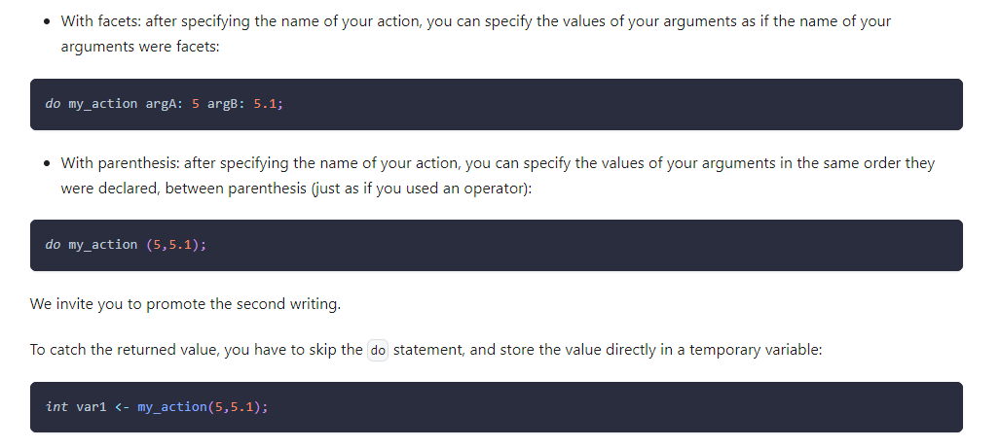 With facets: after specifying the name of your action, you can specify the values of your arguments as if the name of your
arguments were facets:
do my_action argA: 5 argB: 5.1;
With parenthesis: after specifying the name of your action, you can specify the values of your arguments in the same order they
were declared, between parenthesis (just as if you used an operator):
do my_action (5,5.1);
We invite you to promote the second writing.
To catch the returned value, you have to skip the do statement, and store the value directly in a temporary variable:
int var1 <- my_action(5,5.1);